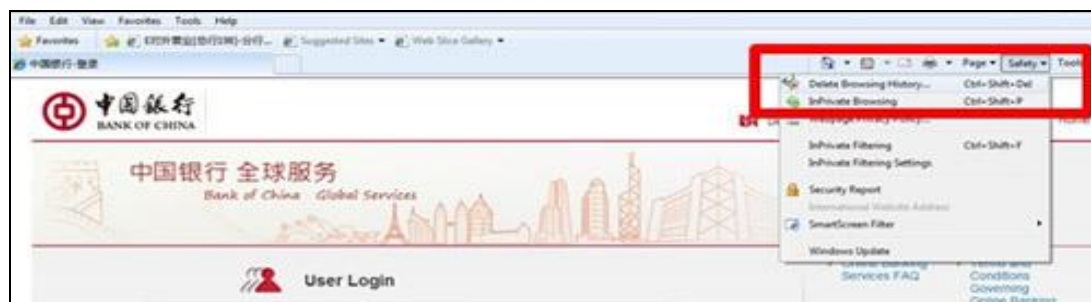 File Edit View Favorites Tools Help
Favorites Suggested Sites Web Slice Gallery
中国银行-登录
Page Safety Tools
Delete Browsing History... Ctrl+Shift+Del
InPrivate Browsing Ctrl+Shift+P
中国银行
BANK OF CHINA
Webpage Privacy Policy...
InPrivate Filtering Ctrl+Shift+F
InPrivate Filtering Settings
中国银行 全球服务
Bank of China Global Services
Security Report
International Website Address
SmartScreen Filter
Windows Update
User Login
Online Banking
Services FAQ
Terms and
Conditions
Governing
Online Banking